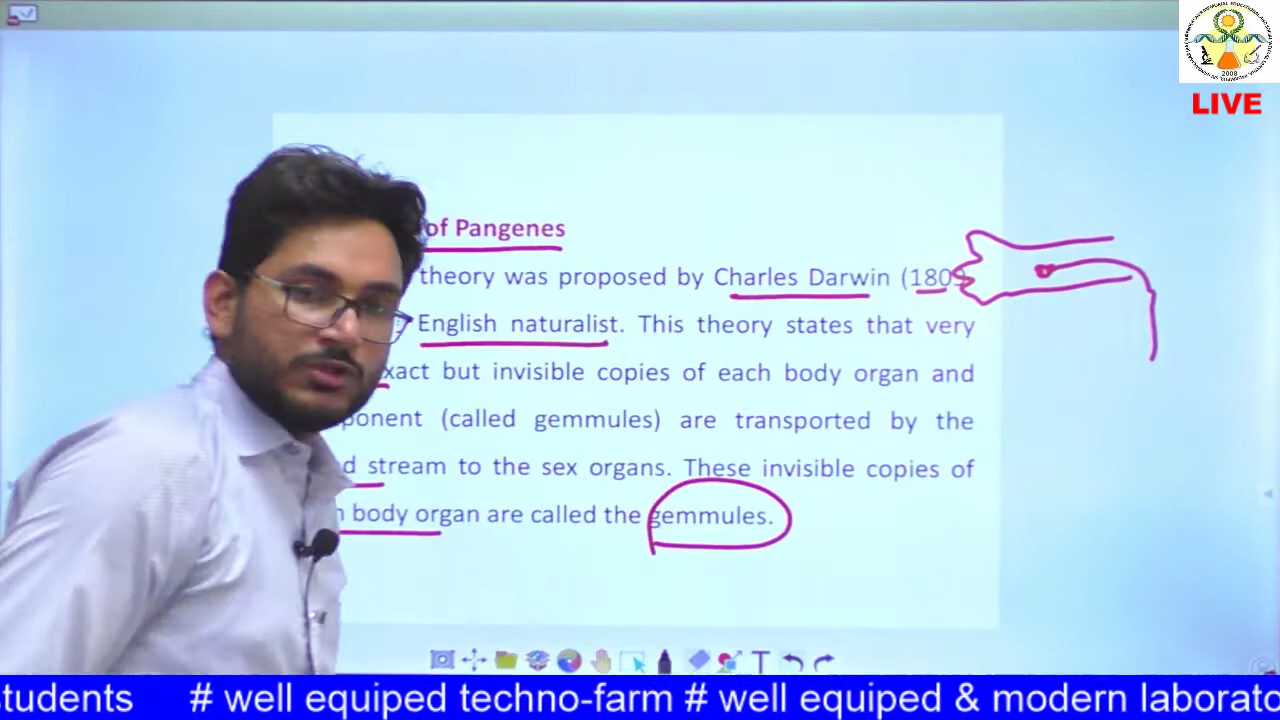 LIVE
2008
of Pangenes
theory was proposed by Charles Darwin (1809
English naturalist. This theory states that very
xact but invisible copies of each body organ and
ponent (called gemmules) are transported by the
d stream to the sex organs. These invisible copies of
body organ are called the gemmules.
T
students # well equiped techno-farm # well equiped & modern laborato